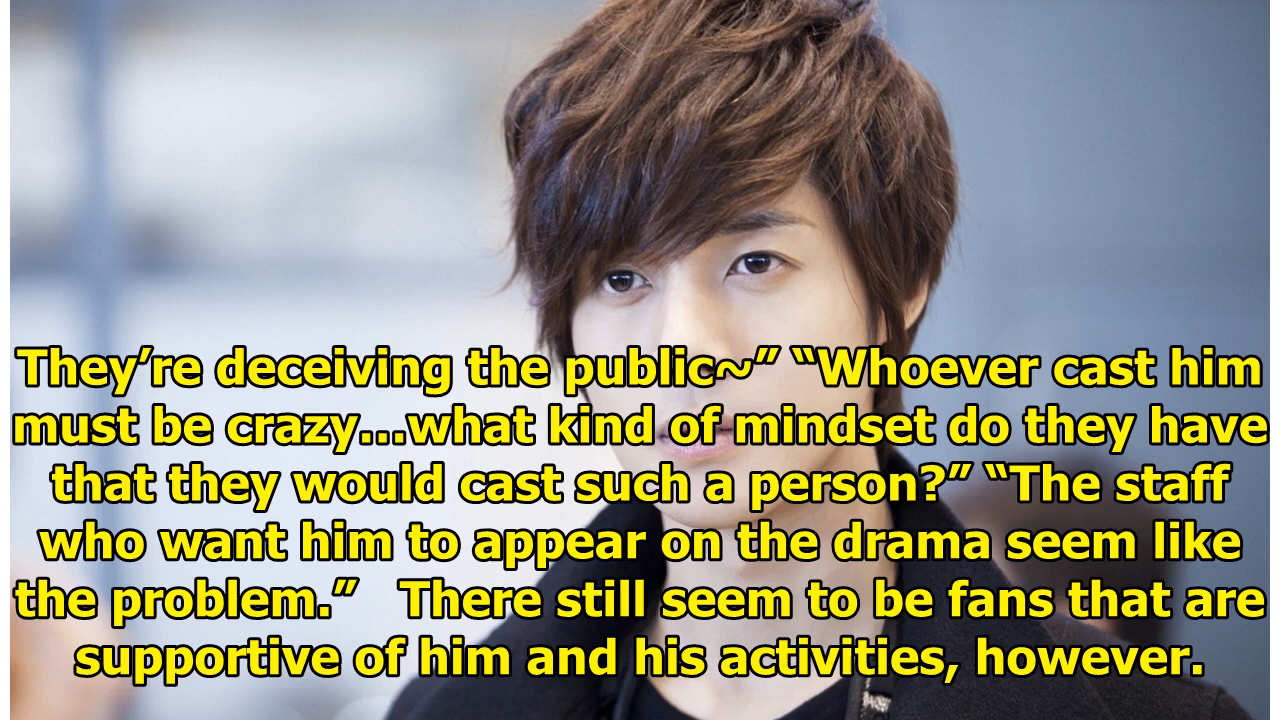 They’re deceiving the public~” “Whoever cast him
must be crazy…what kind of mindset do they have
that they would cast such a person?” “The staff
who want him to appear on the drama seem like
the problem.”   There still seem to be fans that are
supportive of him and his activities, however.